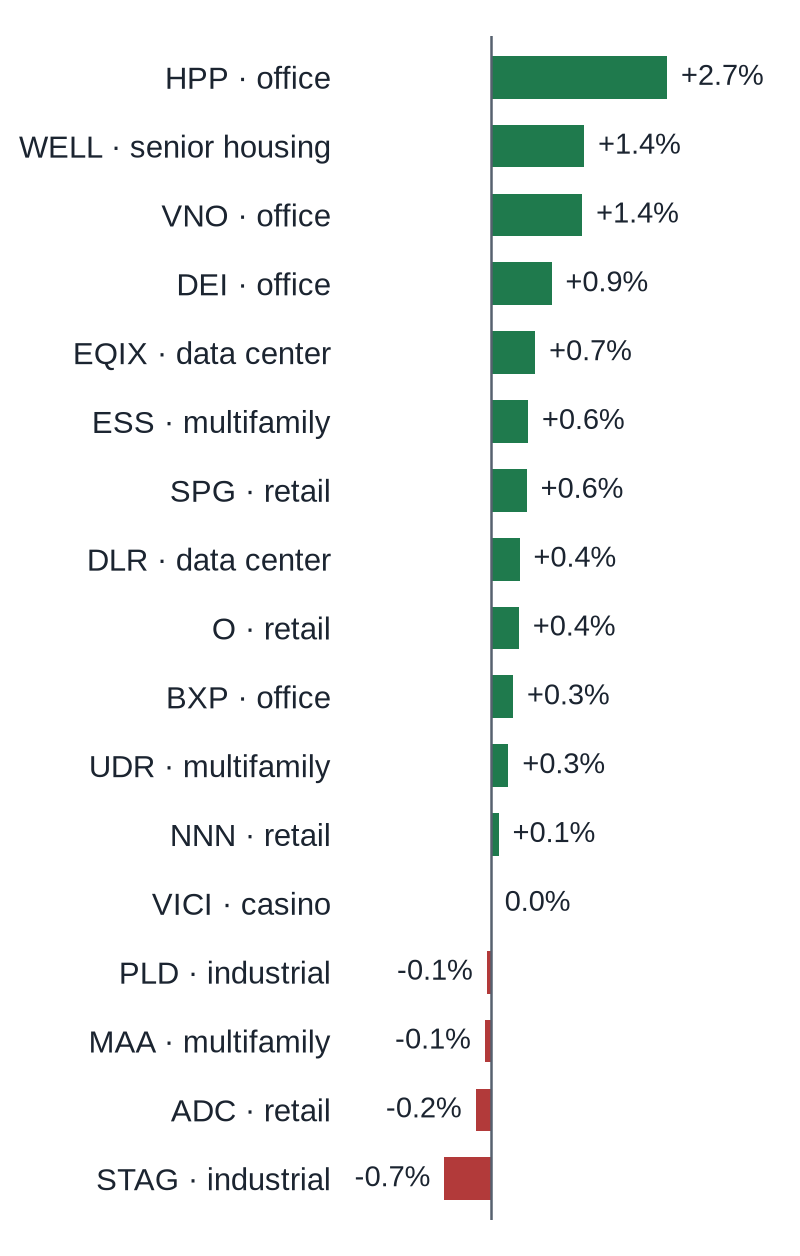 HPP · office +2.7%
WELL · senior housing +1.4%
VNO · office +1.4%
DEI · office +0.9%
EQIX · data center +0.7%
ESS · multifamily +0.6%
SPG · retail +0.6%
DLR · data center +0.4%
O · retail +0.4%
BXP · office +0.3%
UDR · multifamily +0.3%
NNN · retail +0.1%
VICI · casino 0.0%
PLD · industrial -0.1%
MAA · multifamily -0.1%
ADC · retail -0.2%
STAG · industrial -0.7%